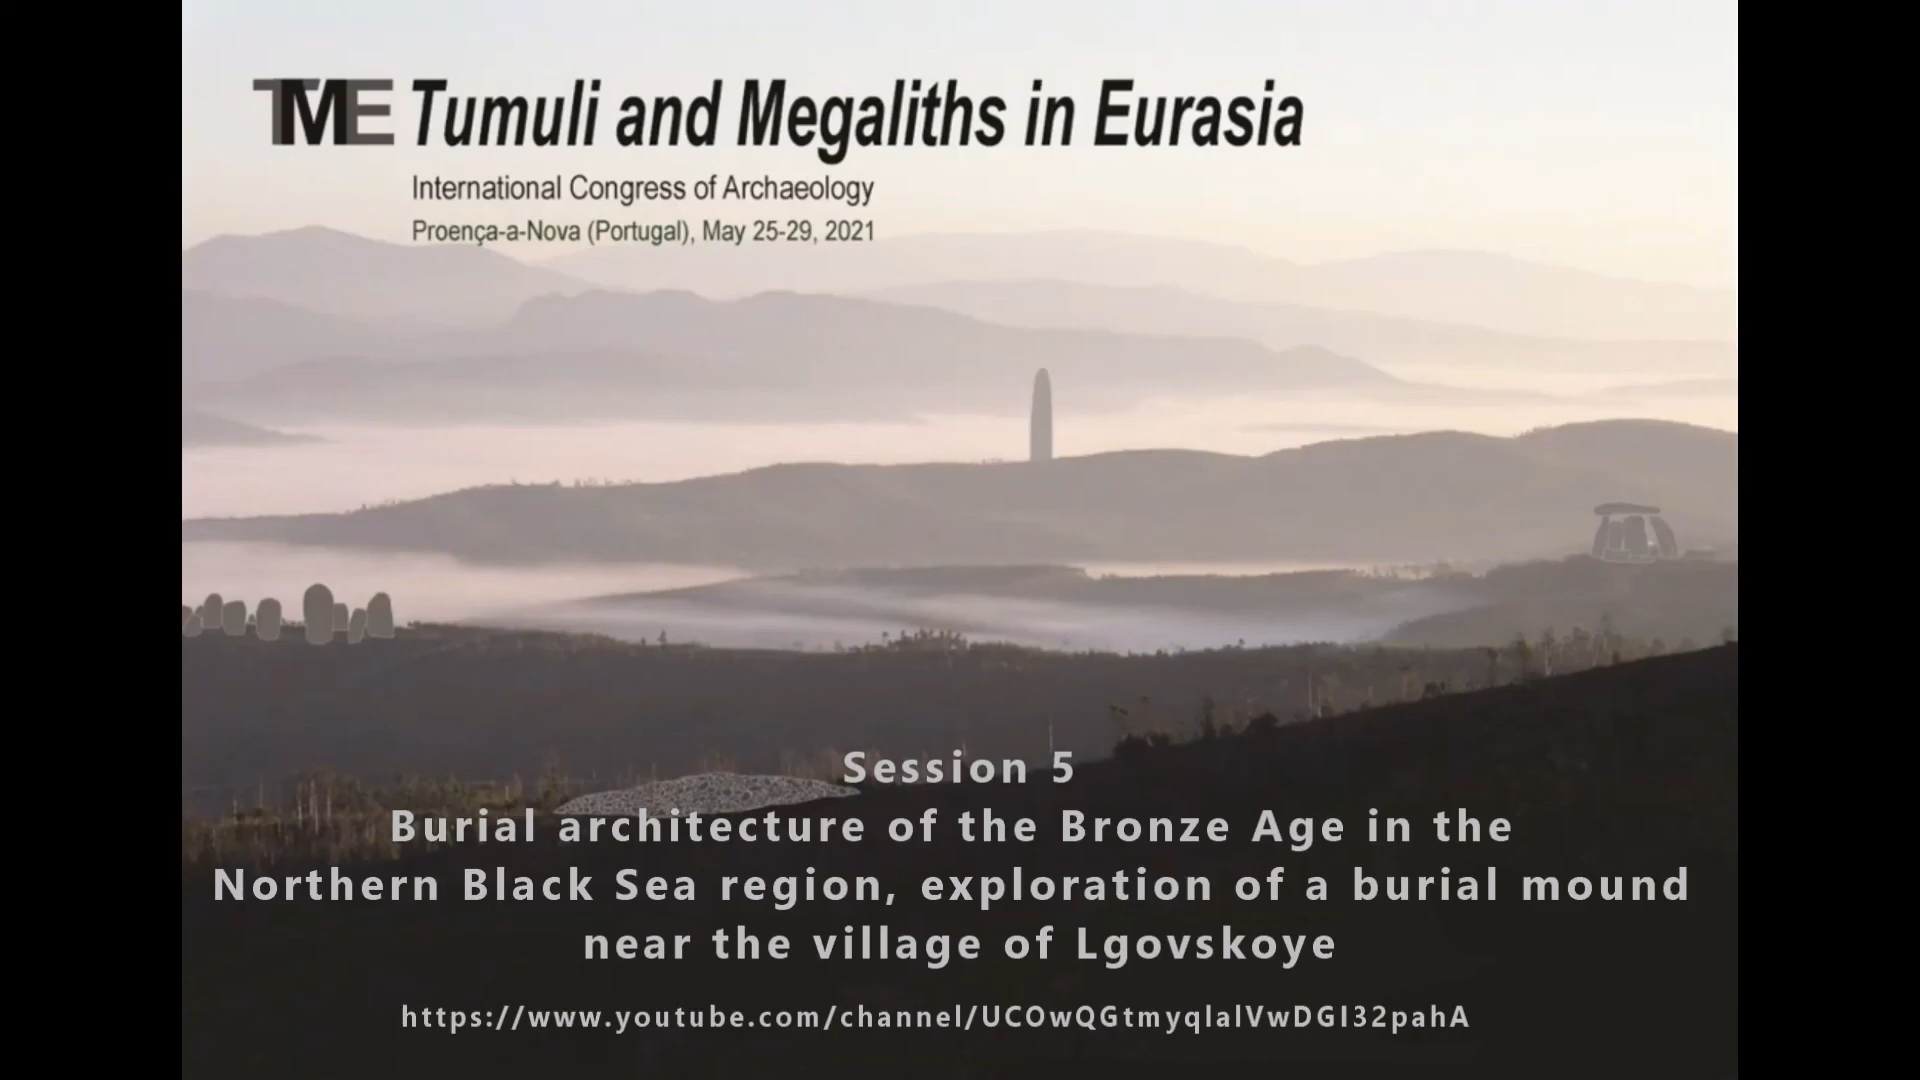 TME Tumuli and Megaliths in Eurasia
International Congress of Archaeology
Proença-a-Nova (Portugal), May 25-29, 2021
Session 5
Burial architecture of the Bronze Age in the
Northern Black Sea region, exploration of a burial mound
near the village of Lgovskoye
https://www.youtube.com/channel/UCOwQGtmyqlalVwDGI32pahA